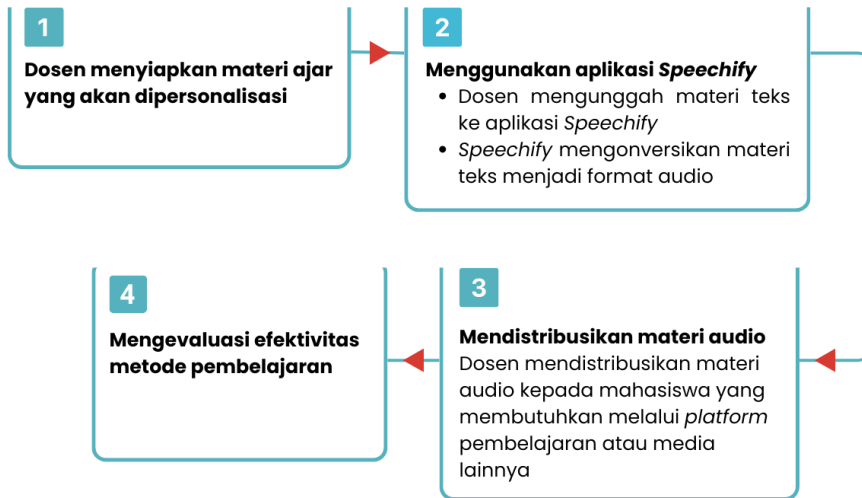 1
Dosen menyiapkan materi ajar
yang akan dipersonalisasi
2
Menggunakan aplikasi Speechify
• Dosen mengunggah materi teks
ke aplikasi Speechify
• Speechify mengonversikan materi
teks menjadi format audio
3
Mendistribusikan materi audio
Dosen mendistribusikan materi
audio kepada mahasiswa yang
membutuhkan melalui platform
pembelajaran atau media
lainnya
4
Mengevaluasi efektivitas
metode pembelajaran